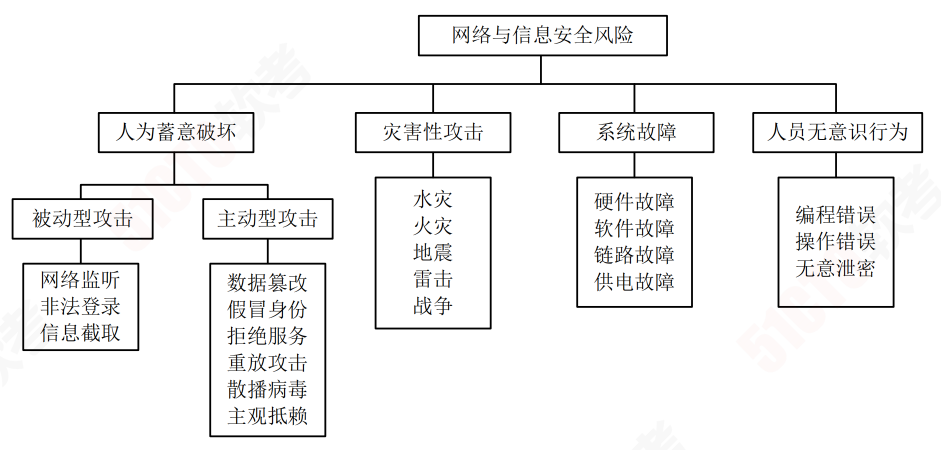 网络与信息安全风险
人为蓄意破坏
灾害性攻击
系统故障
人员无意识行为
被动型攻击
主动型攻击
网络监听
非法登录
信息截取
数据篡改
假冒身份
拒绝服务
重放攻击
散播病毒
主观抵赖
水灾
火灾
地震
雷击
战争
硬件故障
软件故障
链路故障
供电故障
编程错误
操作错误
无意泄密